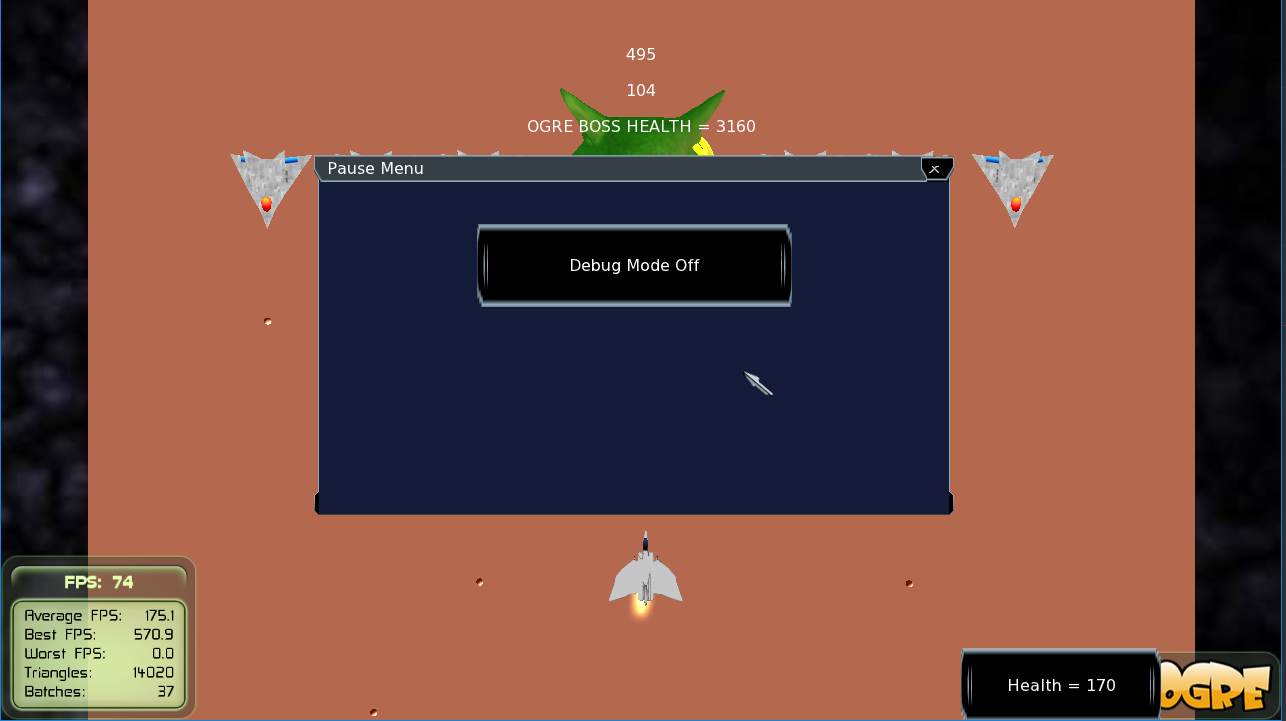 495
104
OGRE BOSS HEALTH = 3160
Pause Menu
x
Debug Mode Off
FPS: 74
Average FPS: 175.1
Best FPS: 570.9
Worst FPS: 0.0
Triangles: 14020
Batches: 37
Health = 170
OGRE